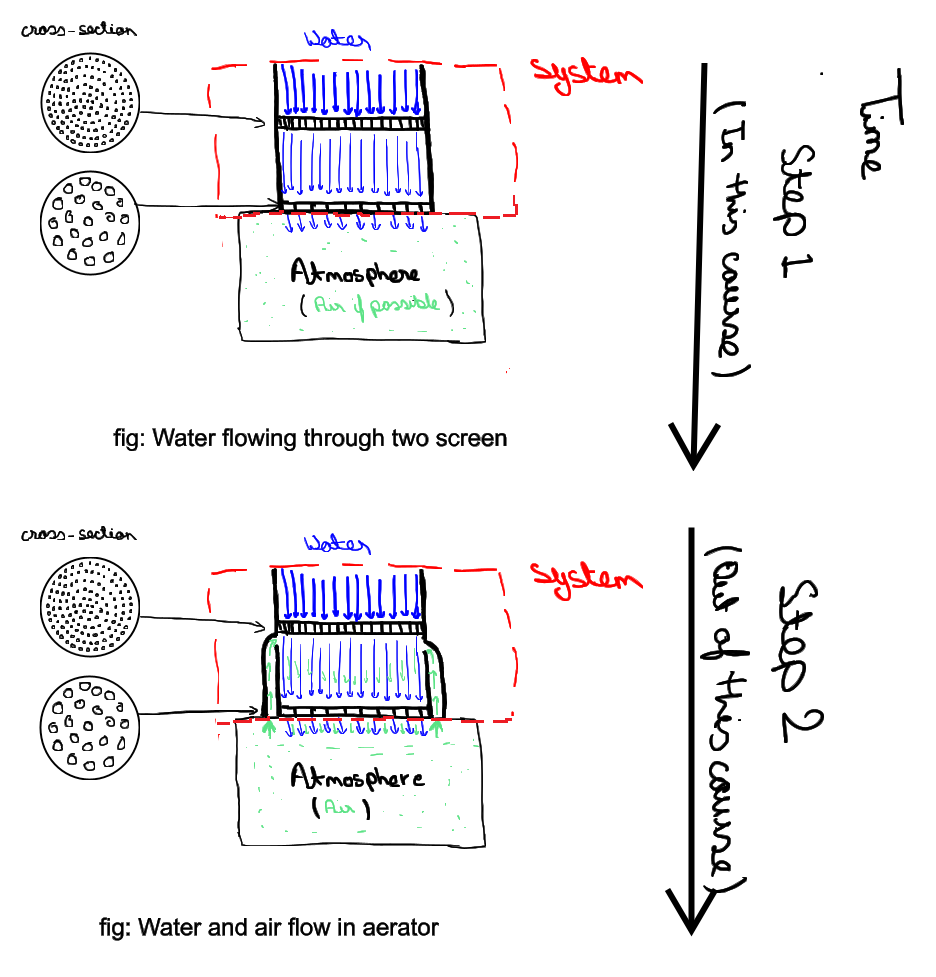 cross-section
Water
System
Atmosphere
(Air if possible)
fig: Water flowing through two screen
Time
Step 1
(In this course)
cross-section
Water
System
Atmosphere
(Air)
fig: Water and air flow in aerator
Step 2
(Out of this course)